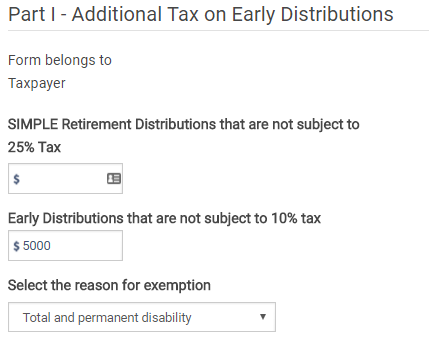 Part I - Additional Tax on Early Distributions
Form belongs to
Taxpayer
SIMPLE Retirement Distributions that are not subject to
25% Tax
$
Early Distributions that are not subject to 10% tax
$ 5000
Select the reason for exemption
Total and permanent disability